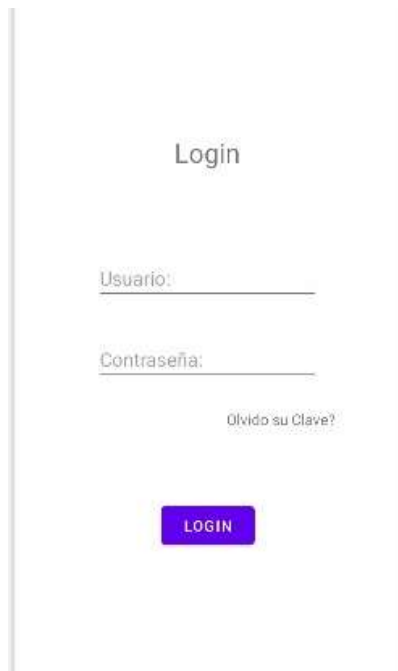 Login
Usuario:
Contraseña:
Olvido su Clave?
LOGIN